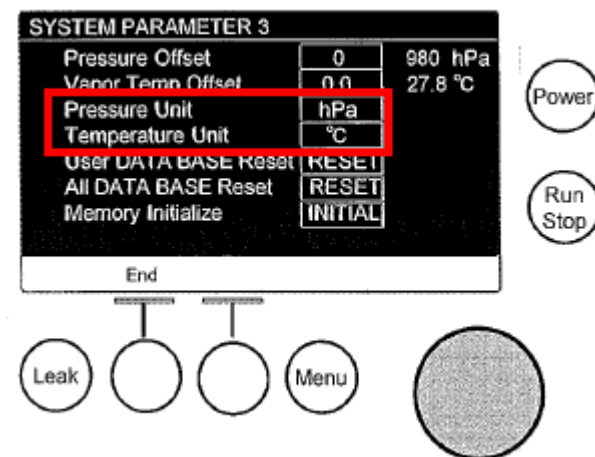 SYSTEM PARAMETER 3
Pressure Offset 0 980 hPa
Vapor Temp Offset 0.0 27.8 °C
Pressure Unit hPa
Temperature Unit °C
User DATA BASE Reset RESET
All DATA BASE Reset RESET
Memory Initialize INITIAL
End
Power
Run
Stop
Leak
Menu